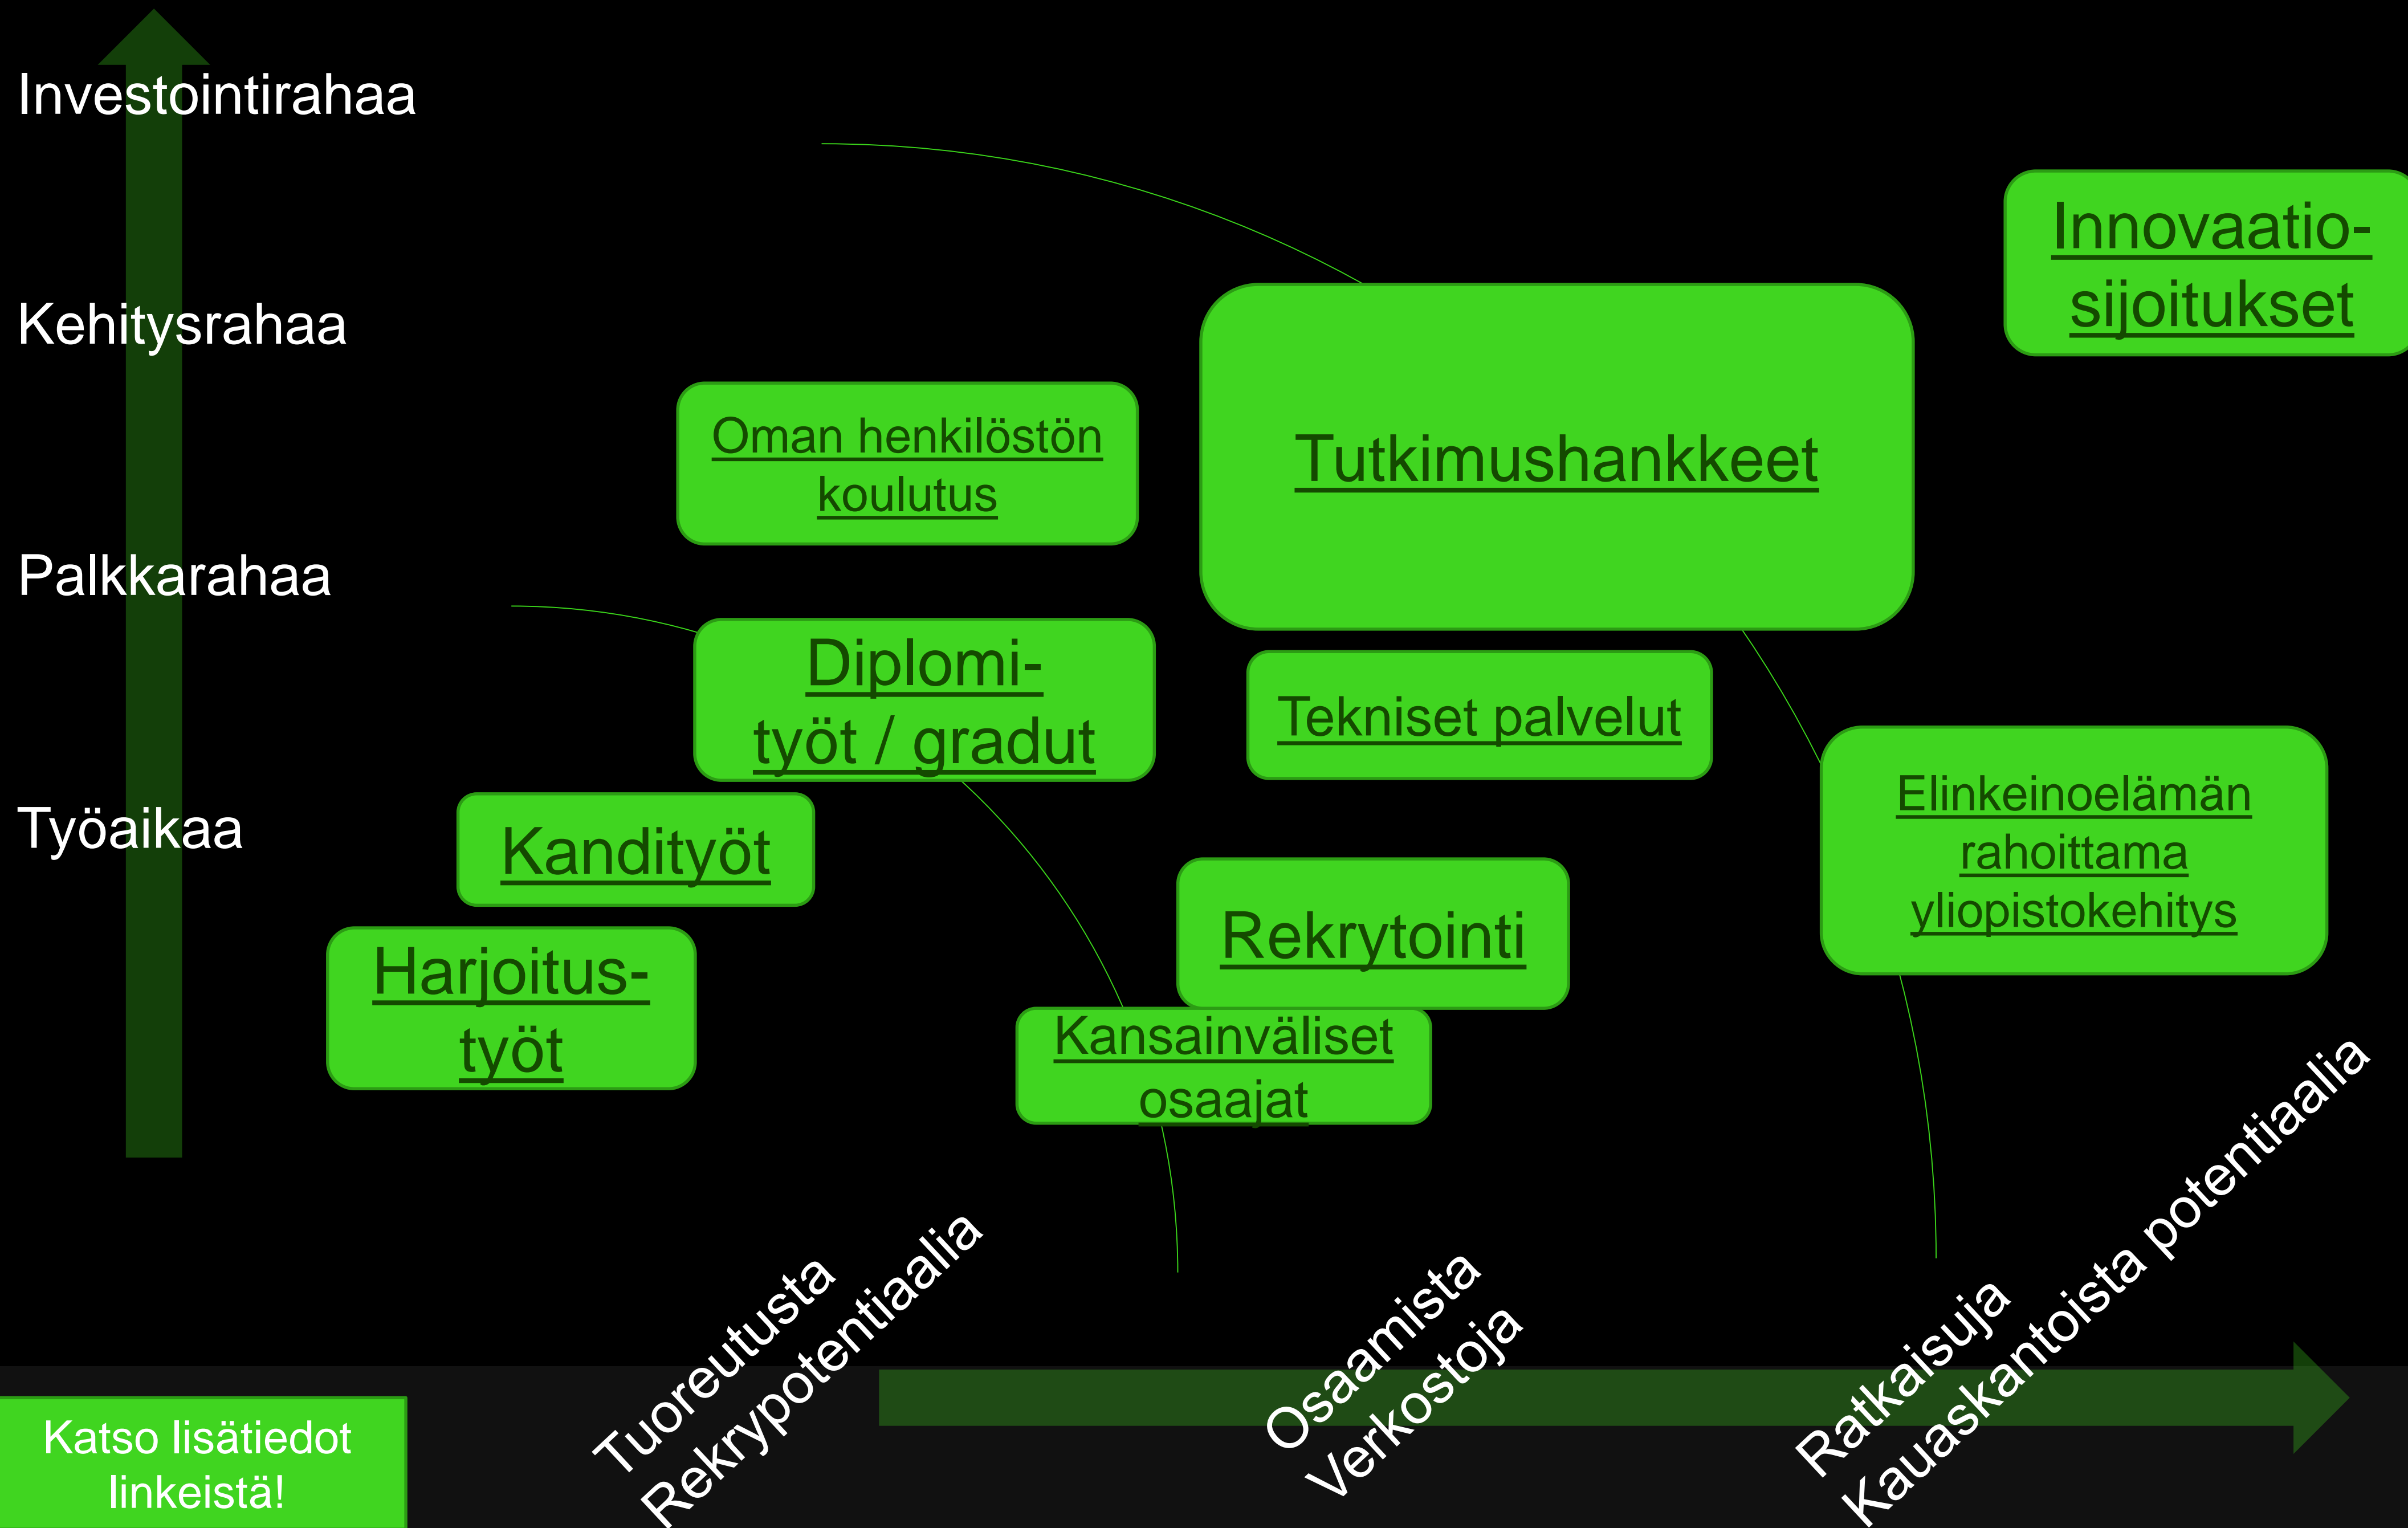 Investointirahaa
Innovaatio-
sijoitukset
Kehitysrahaa
Oman henkilöstön
koulutus
Tutkimushankkeet
Palkkarahaa
Diplomi-
työt / gradut
Tekniset palvelut
Työaikaa
Kandityöt
Elinkeinoelämän
rahoittama
yliopistokehitys
Rekrytointi
Harjoitus-
työt
Kansainväliset
osaajat
Tuoreutusta
Rekrypotentiaalia
Osaamista
Verkostoja
Ratkaisuja
Kauaskantoista potentiaalia
Katso lisätiedot
linkeistä!